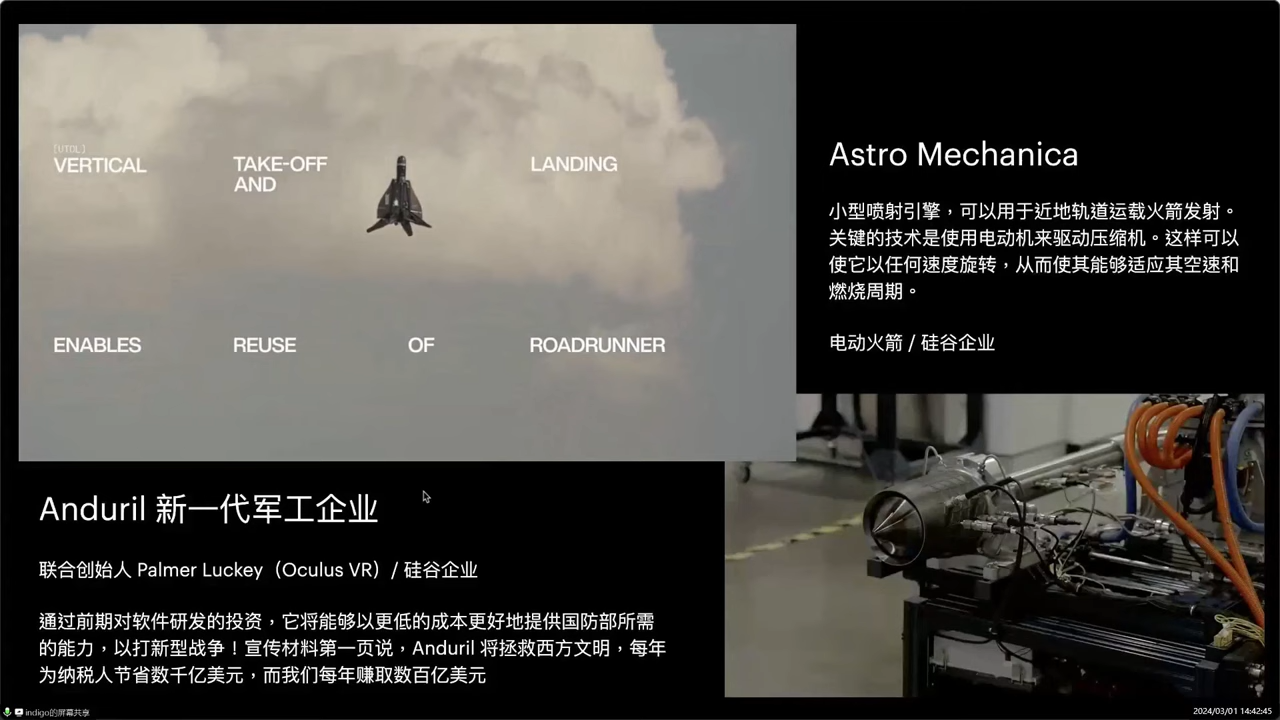 [VTOL]
VERTICAL TAKE-OFF AND LANDING
ENABLES REUSE OF ROADRUNNER
Astro Mechanica
小型喷射引擎，可以用于近地轨道运载火箭发射。
关键的技术是使用电动机来驱动压缩机。这样可以
使它以任何速度旋转，从而使其能够适应其空速和
燃烧周期。
电动火箭 / 硅谷企业
Anduril 新一代军工企业
联合创始人 Palmer Luckey（Oculus VR）/ 硅谷企业
通过前期对软件研发的投资，它将能够以更低的成本更好地提供国防部所需
的能力，以打新型战争！宣传材料第一页说，Anduril 将拯救西方文明，每年
为纳税人节省数千亿美元，而我们每年赚取数百亿美元
indigo的屏幕共享
2024/03/01 14:42:45